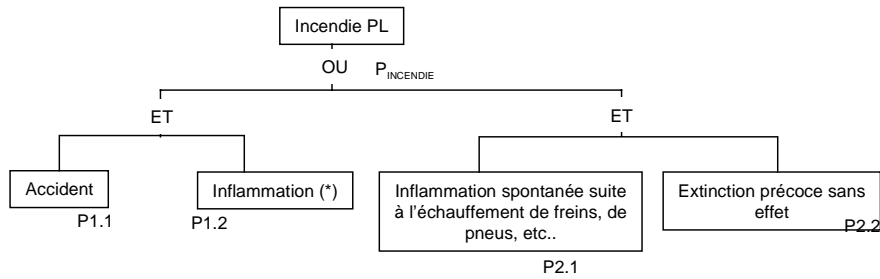 Incendie PL
OU P_INCENDIE
ET ET
Accident
Inflammation (*)
Inflammation spontanée suite
à l'échauffement de freins, de
pneus, etc..
Extinction précoce sans
effet
P1.1
P1.2
P2.1
P2.2